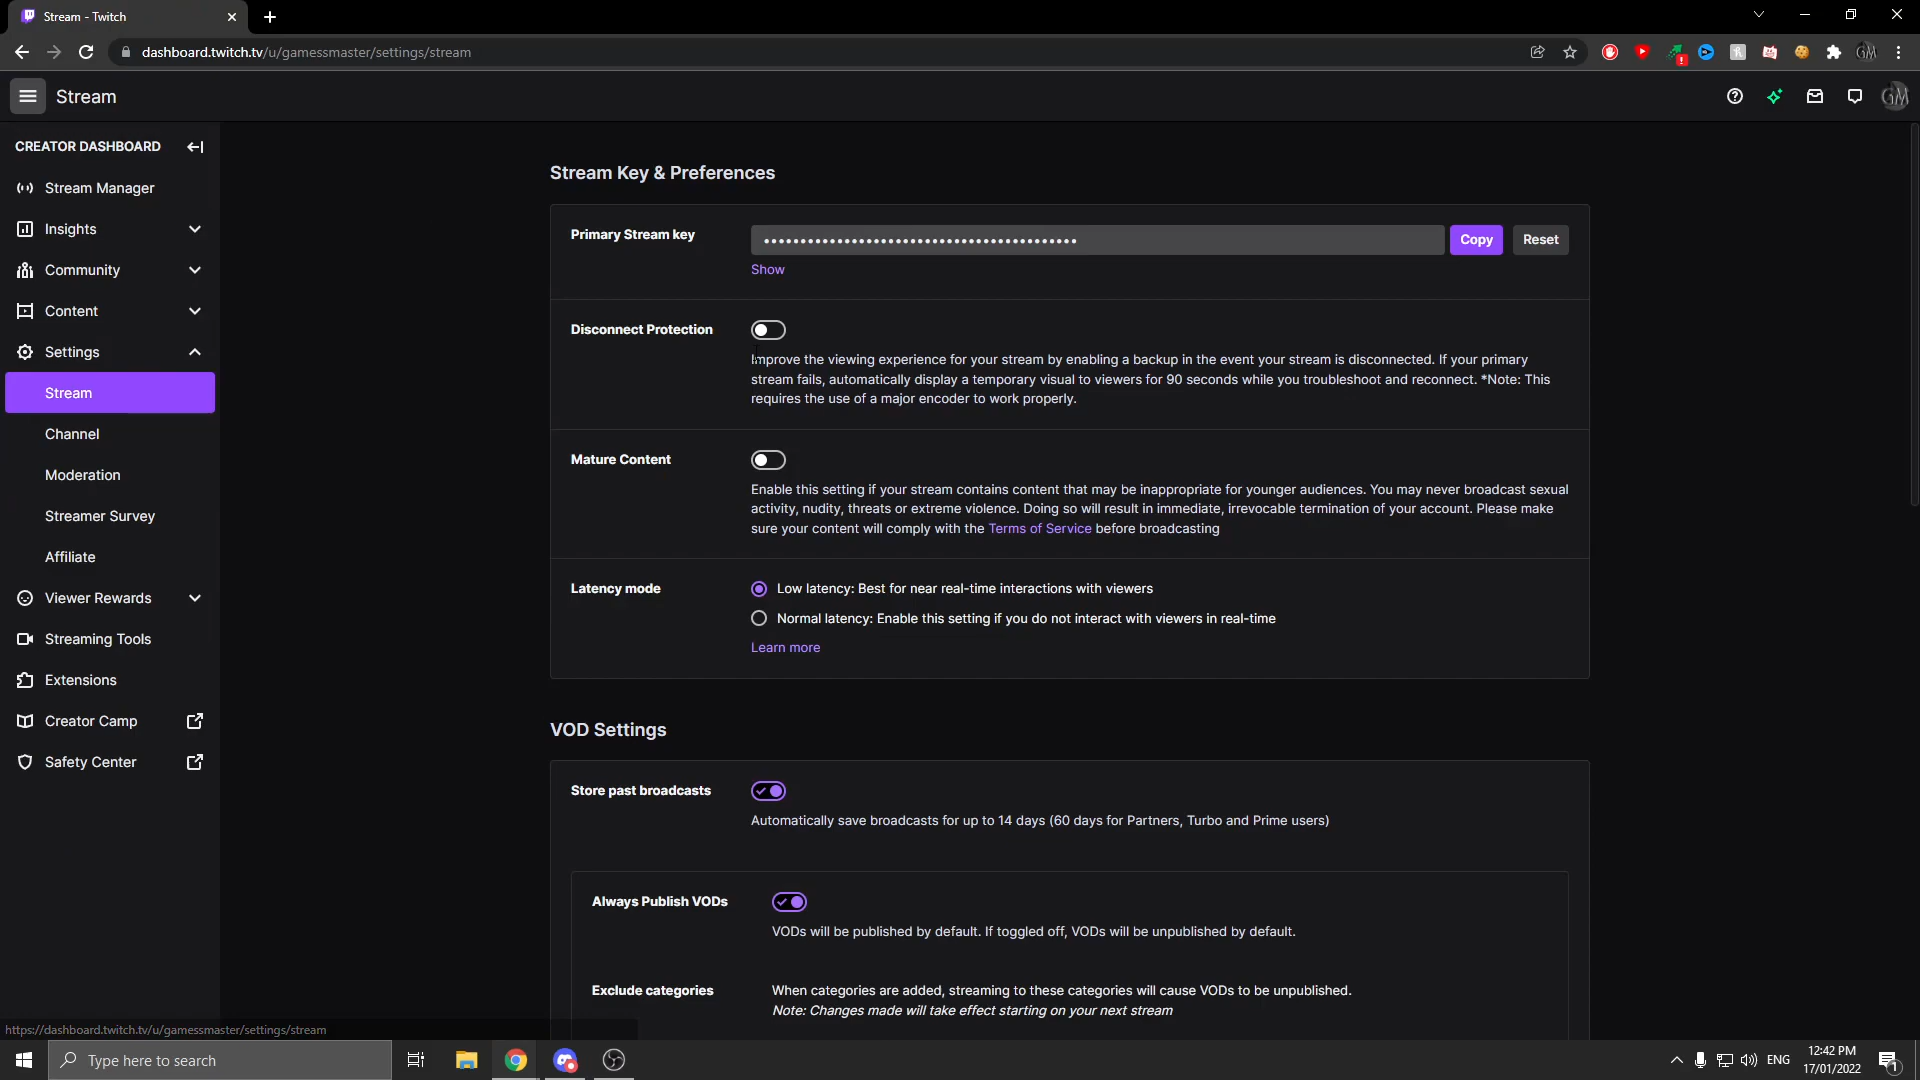 Stream - Twitch
dashboard.twitch.tv/u/gamessmaster/settings/stream
GM
Stream
GM
CREATOR DASHBOARD
Stream Manager
Insights
Community
Content
Settings
Stream
Channel
Moderation
Streamer Survey
Affiliate
Viewer Rewards
Streaming Tools
Extensions
Creator Camp
Safety Center
Stream Key & Preferences
Primary Stream key
••••••••••••••••••••••••••••••••••••••••••••
Copy
Reset
Show
Disconnect Protection
Improve the viewing experience for your stream by enabling a backup in the event your stream is disconnected. If your primary
stream fails, automatically display a temporary visual to viewers for 90 seconds while you troubleshoot and reconnect. *Note: This
requires the use of a major encoder to work properly.
Mature Content
Enable this setting if your stream contains content that may be inappropriate for younger audiences. You may never broadcast sexual
activity, nudity, threats or extreme violence. Doing so will result in immediate, irrevocable termination of your account. Please make
sure your content will comply with the Terms of Service before broadcasting
Latency mode
Low latency: Best for near real-time interactions with viewers
Normal latency: Enable this setting if you do not interact with viewers in real-time
Learn more
VOD Settings
Store past broadcasts
Automatically save broadcasts for up to 14 days (60 days for Partners, Turbo and Prime users)
Always Publish VODs
VODs will be published by default. If toggled off, VODs will be unpublished by default.
Exclude categories
When categories are added, streaming to these categories will cause VODs to be unpublished.
Note: Changes made will take effect starting on your next stream
https://dashboard.twitch.tv/u/gamessmaster/settings/stream
Type here to search
ENG
12:42 PM
17/01/2022
1